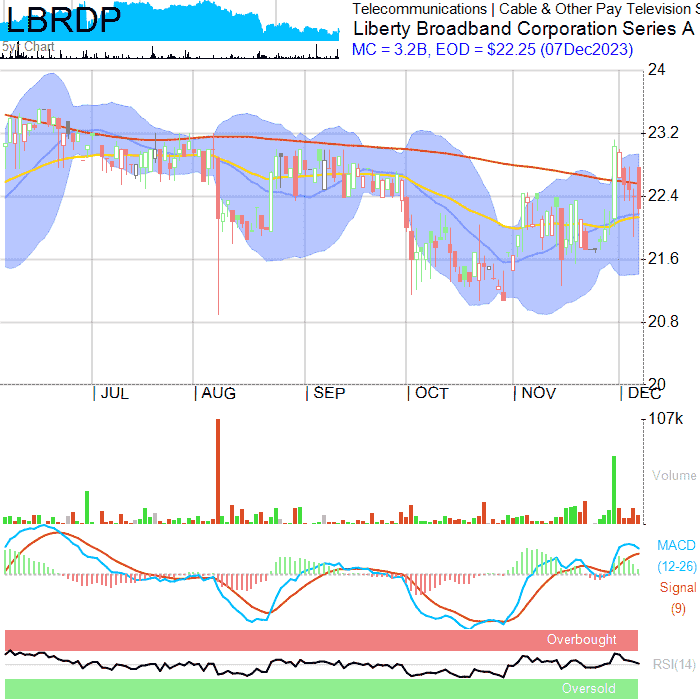 LBRDP
5yr Chart
Telecommunications | Cable & Other Pay Television S
Liberty Broadband Corporation Series A
MC = 3.2B, EOD = $22.25 (07Dec2023)
24
23.2
22.4
21.6
20.8
20
JUL
AUG
SEP
OCT
NOV
DEC
107k
Volume
MACD
(12-26)
Signal
(9)
Overbought
RSI(14)
Oversold